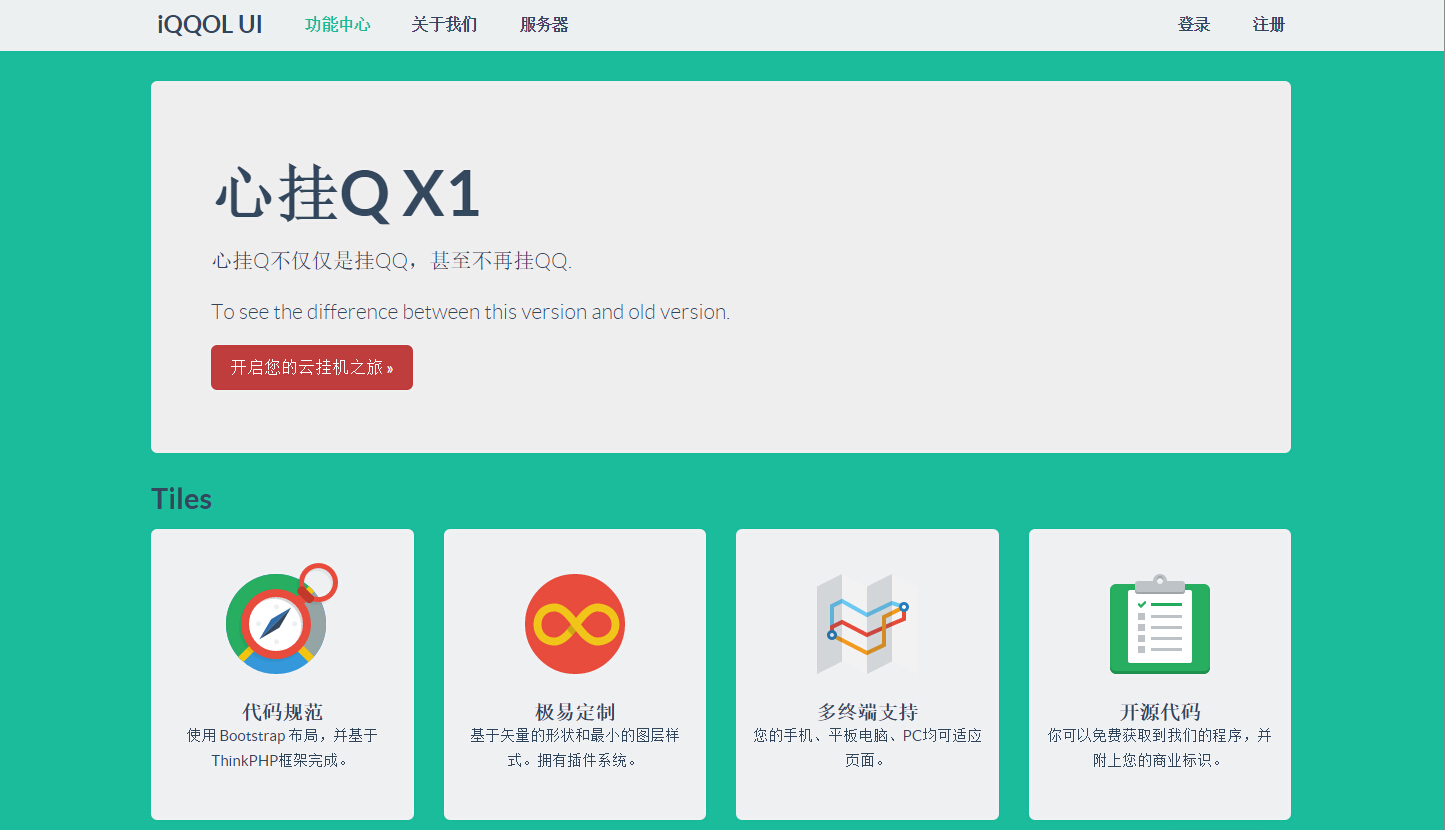 iQQOL UI 功能中心 关于我们 服务器 登录 注册
心挂Q X1
心挂Q不仅仅是挂QQ，甚至不再挂QQ.
To see the difference between this version and old version.
开启您的云挂机之旅 »
Tiles
代码规范
使用 Bootstrap 布局，并基于
ThinkPHP框架完成。
极易定制
基于矢量的形状和最小的图层样
式。拥有插件系统。
多终端支持
您的手机、平板电脑、PC均可适应
页面。
开源代码
你可以免费获取到我们的程序，并
附上您的商业标识。